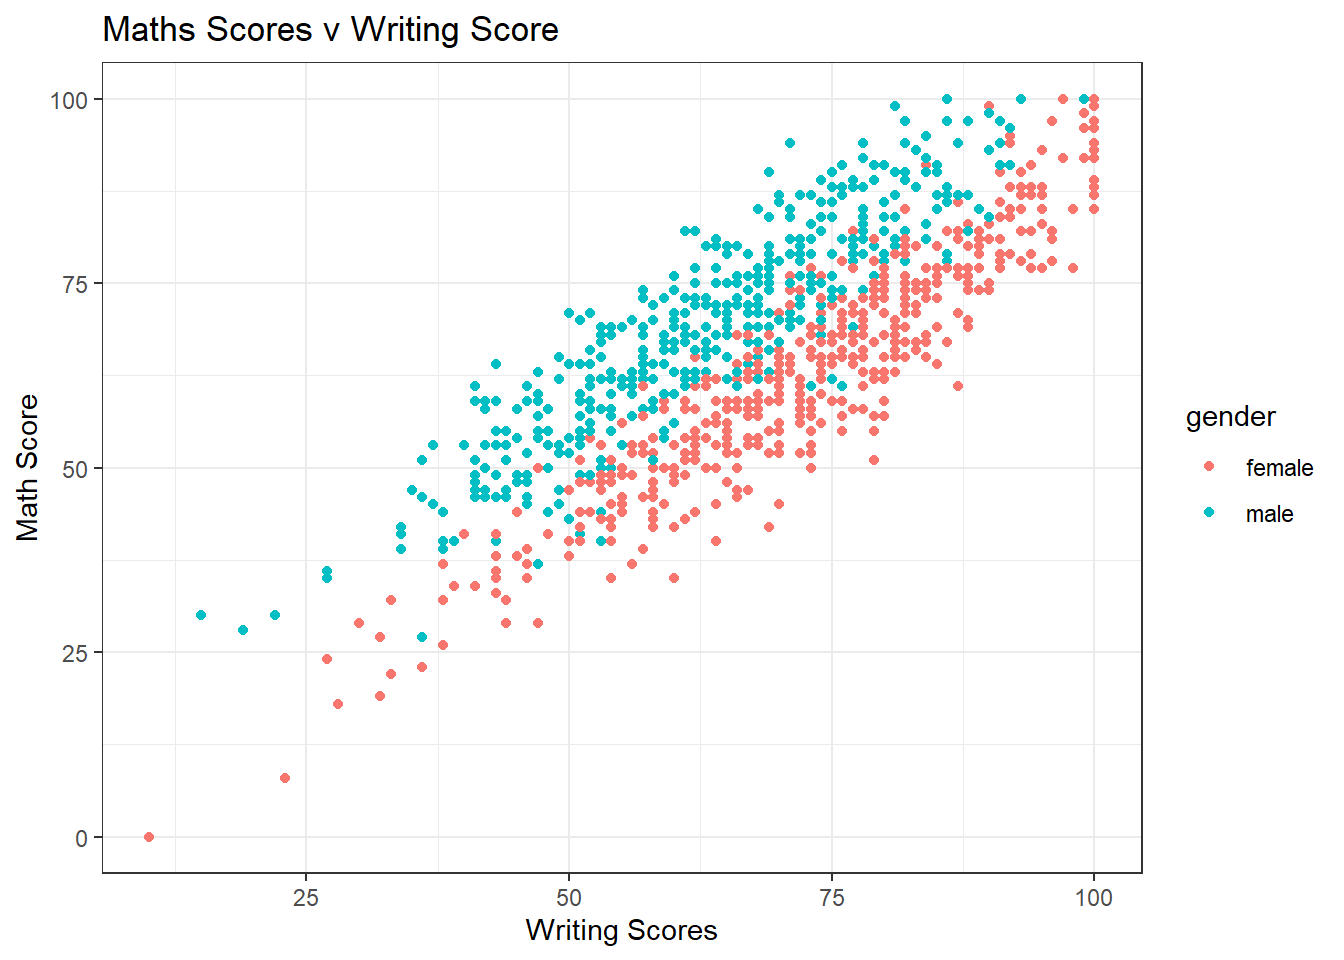 Maths Scores v Writing Score
100
75
50
25
0
Math Score
25 50 75 100
Writing Scores
gender
female
male